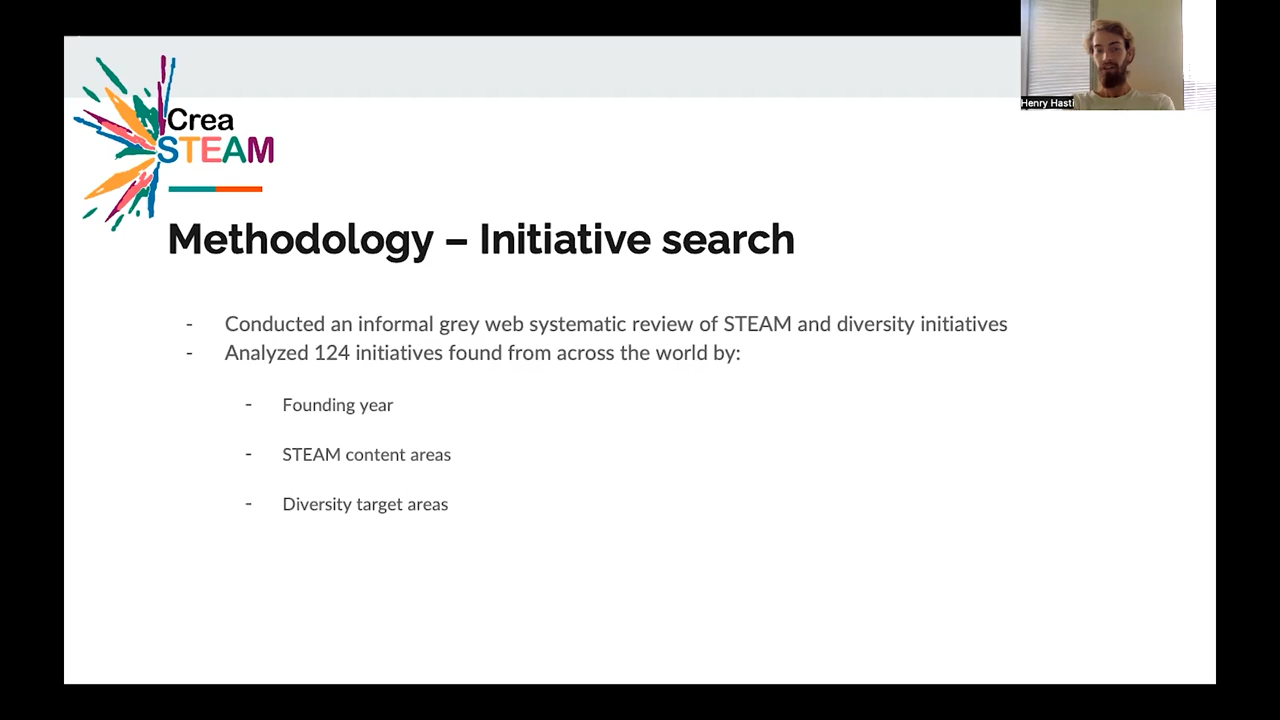 Henry Hasti
Crea
STEAM
Methodology – Initiative search
- Conducted an informal grey web systematic review of STEAM and diversity initiatives
- Analyzed 124 initiatives found from across the world by:
- Founding year
- STEAM content areas
- Diversity target areas